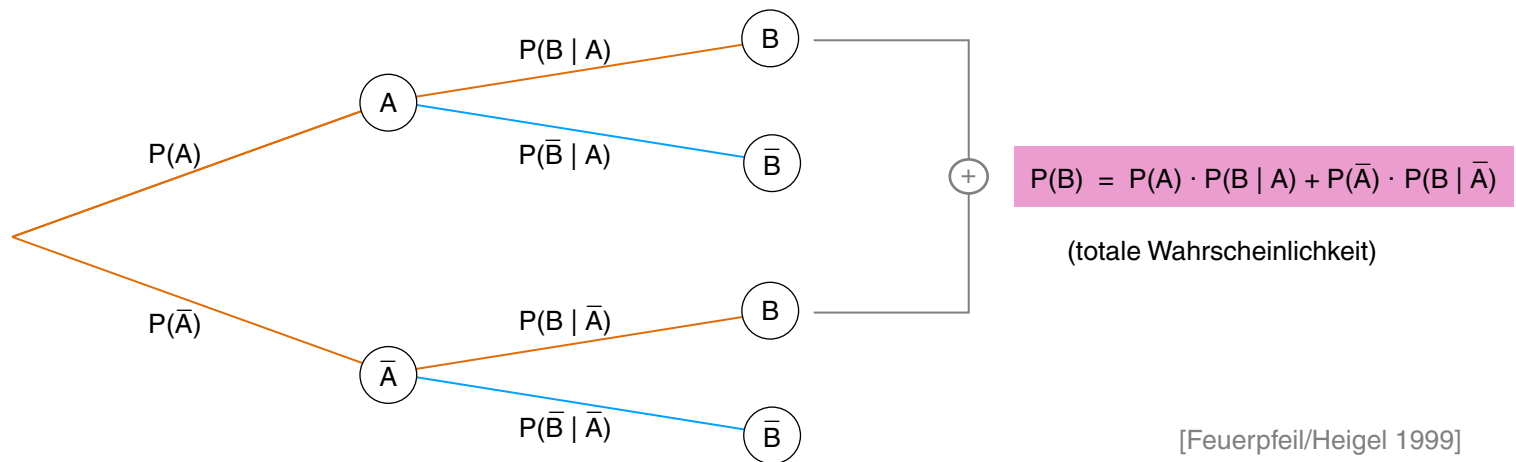 P(B | A)
B
A
P(A)
P(B̅ | A)
B̅
+
P(B) = P(A) · P(B | A) + P(A̅) · P(B | A̅)
(totale Wahrscheinlichkeit)
P(A̅)
P(B | A̅)
B
A̅
P(B̅ | A̅)
B̅
[Feuerpfeil/Heigel 1999]